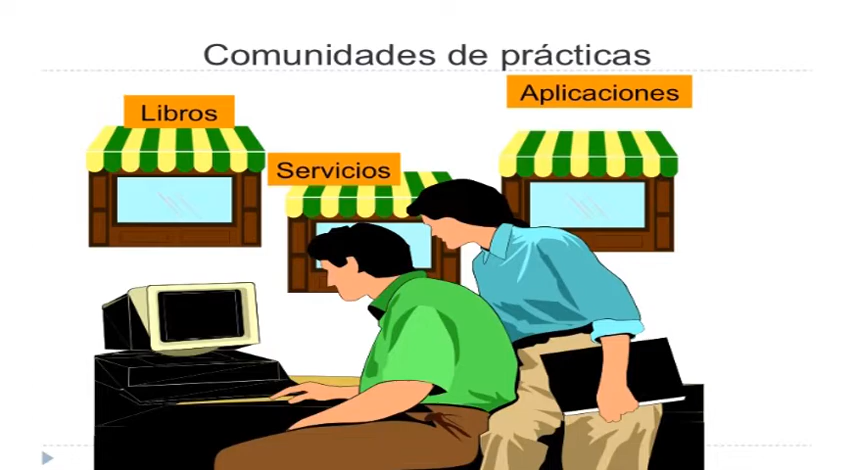 Comunidades de prácticas
Libros
Servicios
Aplicaciones